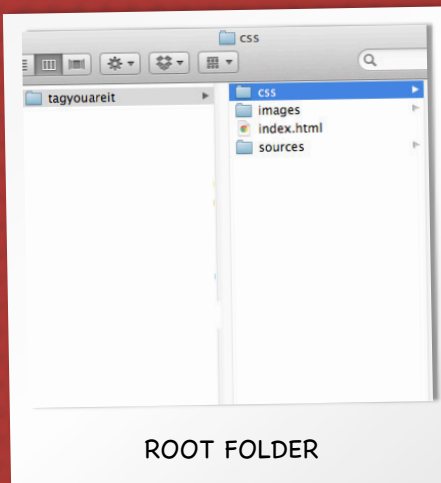 css
tagyouareit
css
images
index.html
sources
ROOT FOLDER